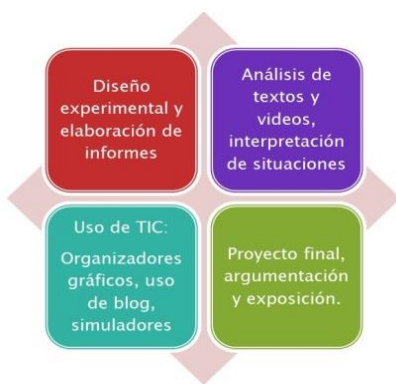 Diseño
experimental y
elaboración de
informes
Análisis de
textos y
videos,
interpretación
de situaciones
Uso de TIC:
Organizadores
gráficos, uso
de blog,
simuladores
Proyecto final,
argumentación
y exposición.